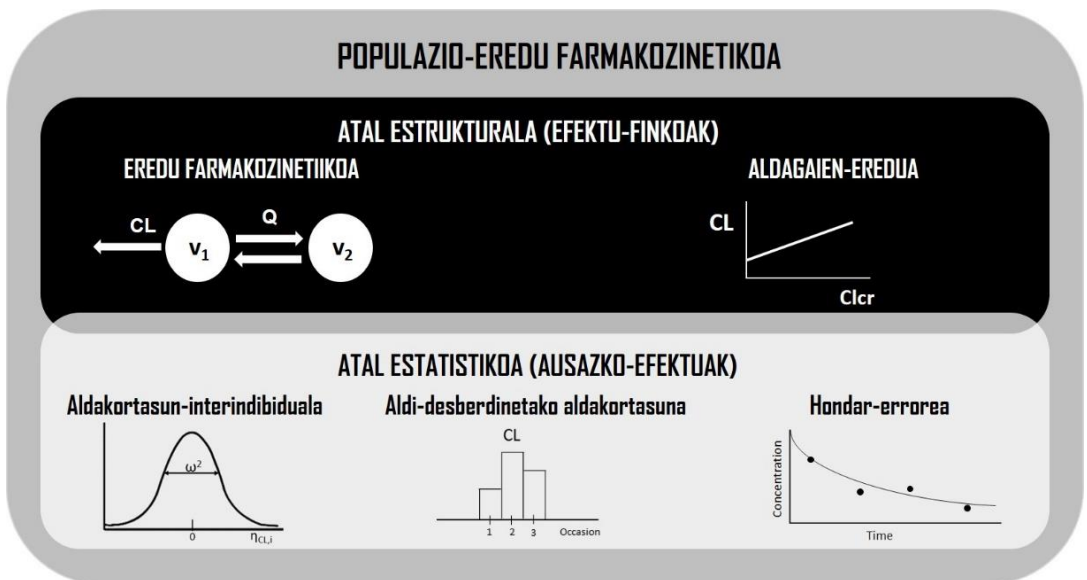 POPULAZIO-EREDU FARMAKOZINETIKOA
ATAL ESTRUKTURALA (EFEKTU-FINKOAK)
EREDU FARMAKOZINETIIKOA
ALDAGAIEN-EREDUA
CL
Q
V₁
V₂
CL
Clcr
ATAL ESTATISTIKOA (AUSAZKO-EFEKTUAK)
Aldakortasun-interindibiduala
Aldi-desberdinetako aldakortasuna
Hondar-errorea
ω²
0
η_CL,i
CL
1 2 3 Occasion
Concentration
Time